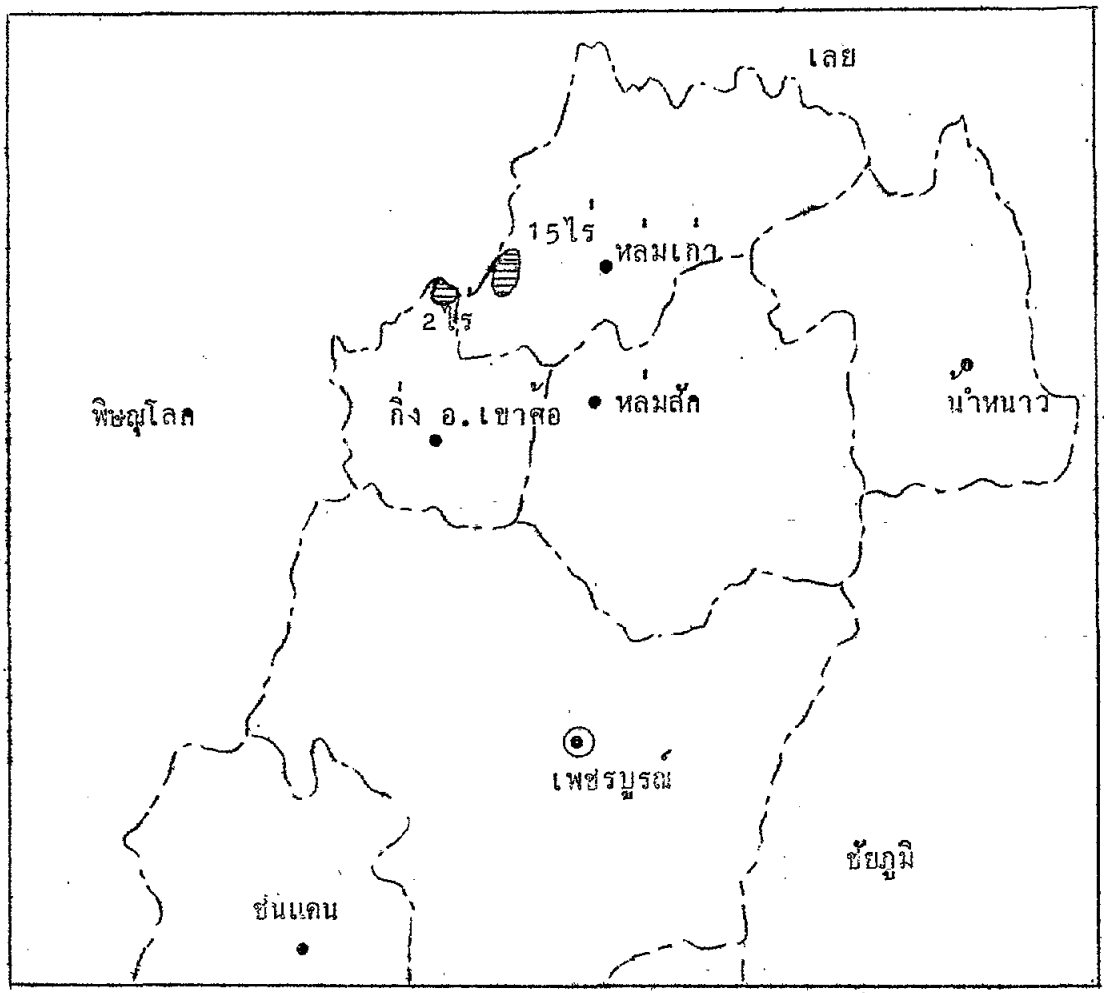 เลย
15ไร่
หล่มเก่า
2ไร่
พิษณุโลก
กิ่ง อ.เขาค้อ
หล่มสัก
น้ำหนาว
เพชรบูรณ์
ชัยภูมิ
ชนแดน